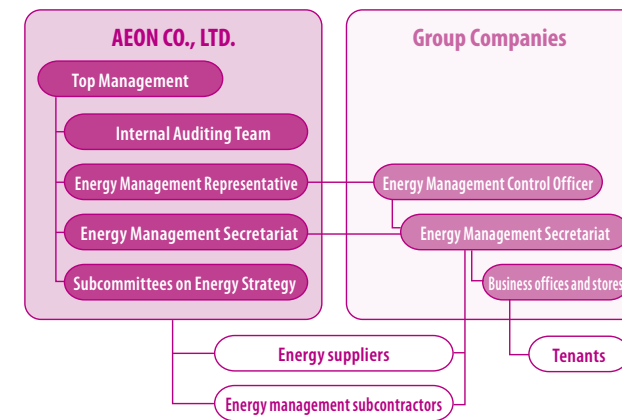 AEON CO., LTD.
Top Management
Internal Auditing Team
Energy Management Representative
Energy Management Secretariat
Subcommittees on Energy Strategy
Group Companies
Energy Management Control Officer
Energy Management Secretariat
Business offices and stores
Tenants
Energy suppliers
Energy management subcontractors